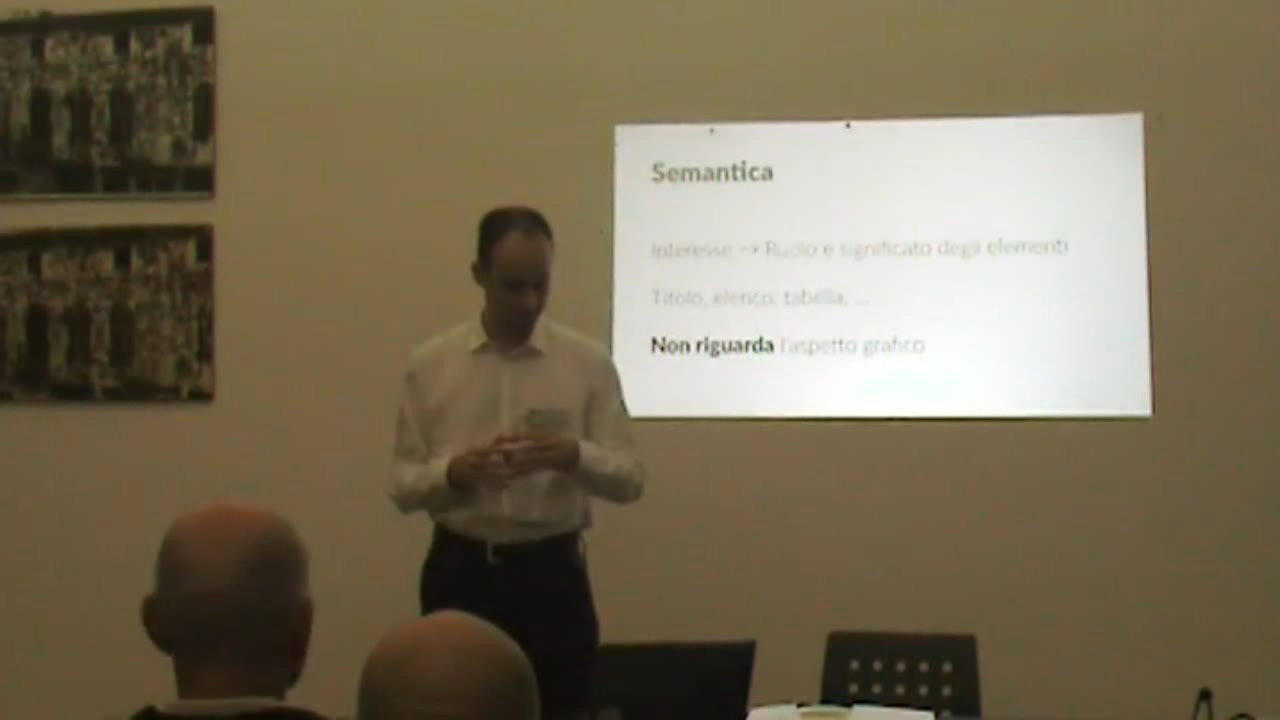 Semantica
Interesse → Ruolo e significato degli elementi
Titolo, elenco, tabella, ...
Non riguarda l'aspetto grafico